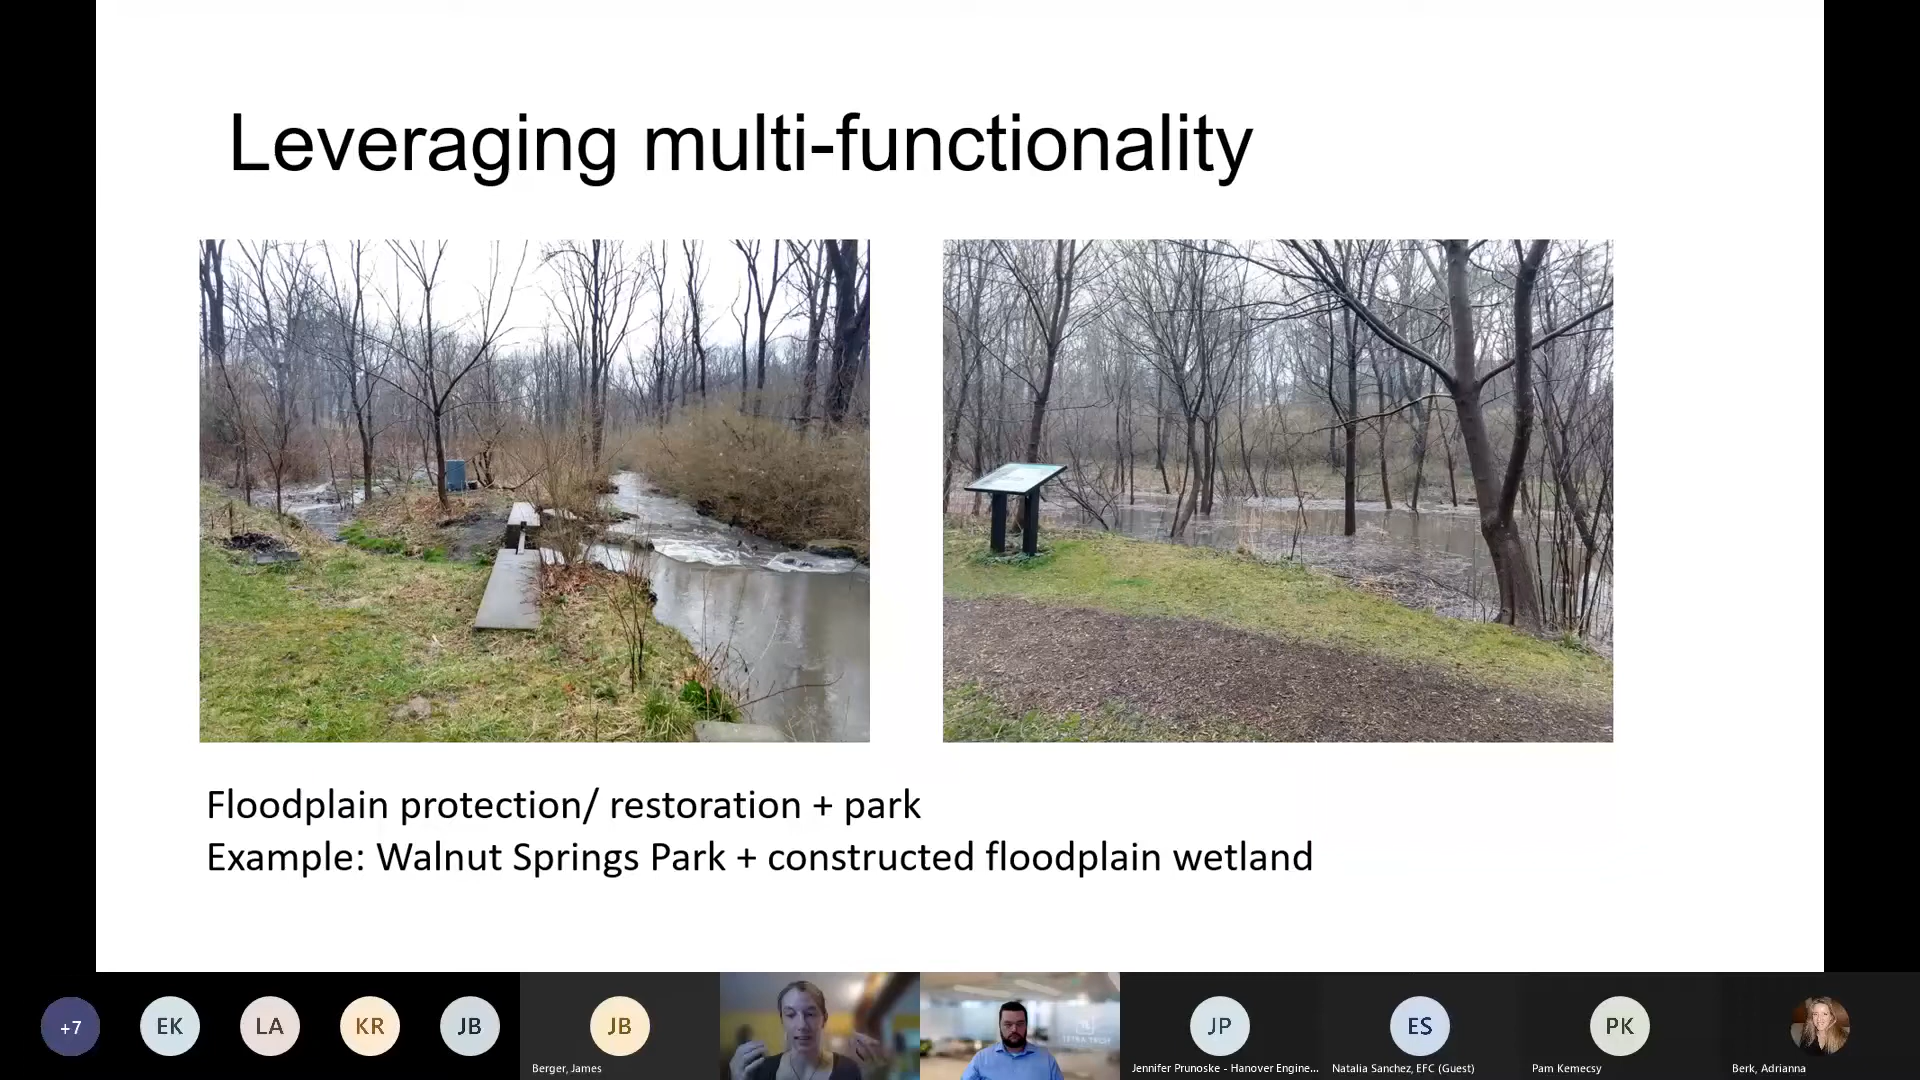 Leveraging multi-functionality
Floodplain protection/ restoration + park
Example: Walnut Springs Park + constructed floodplain wetland
+7
EK
LA
KR
JB
JB
JP
ES
PK
Berger, James
Jennifer Prunoske - Hanover Engine...
Natalia Sanchez, EFC (Guest)
Pam Kemecsy
Berk, Adrianna